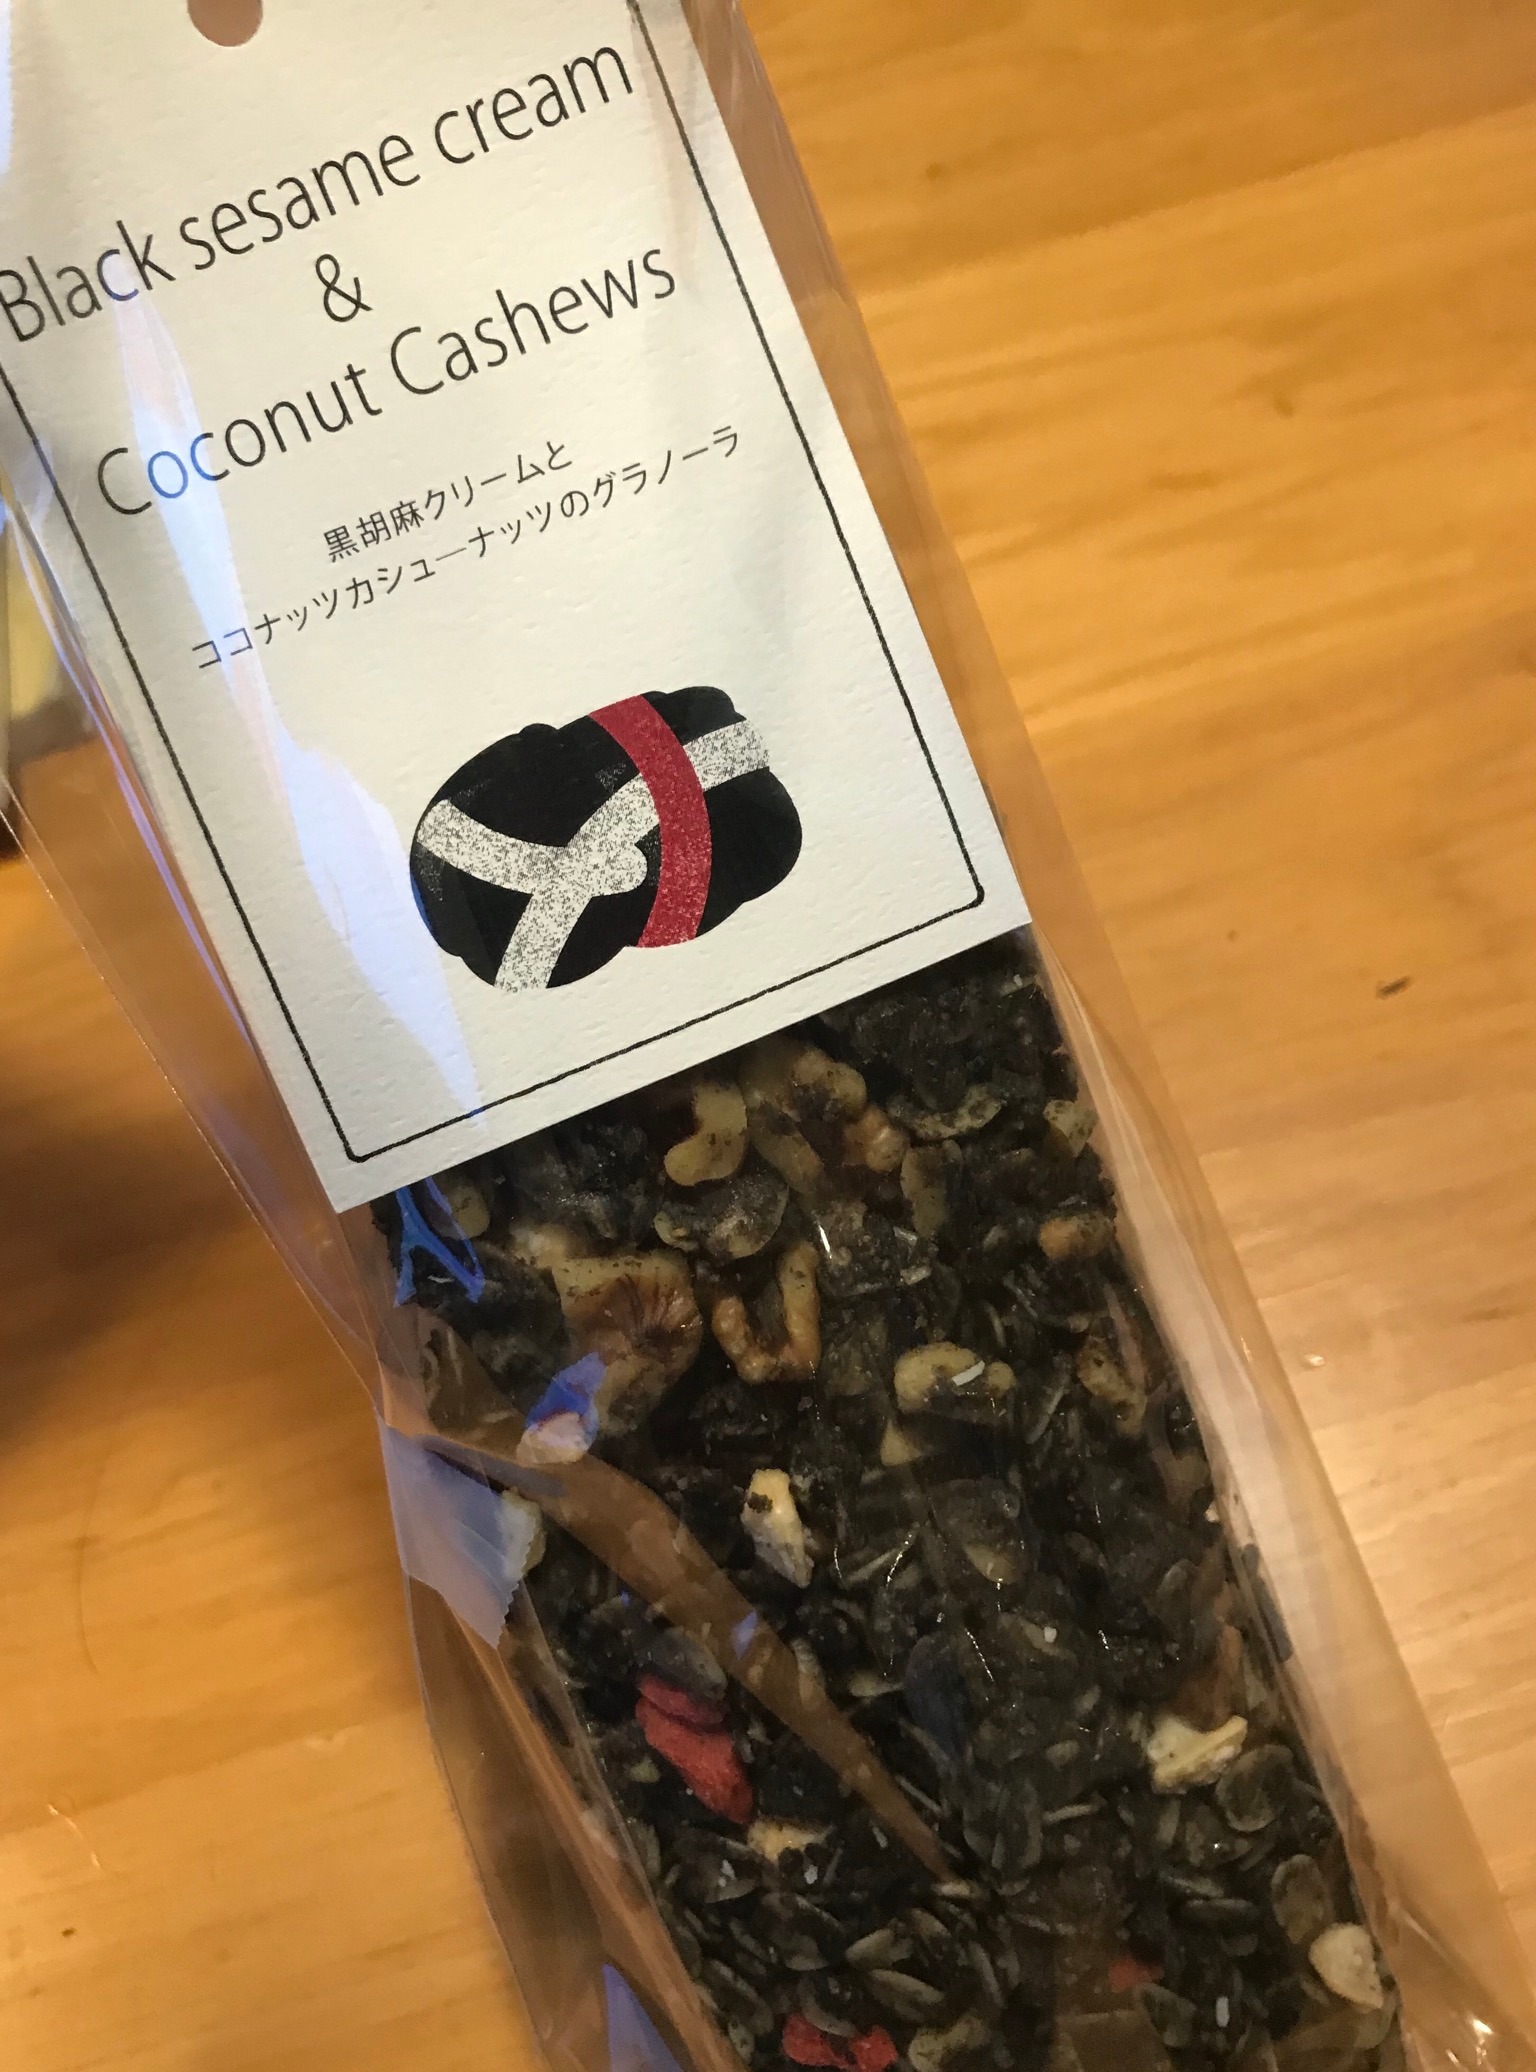 Black sesame cream
&
Coconut Cashews
黒胡麻クリームと
ココナッツカシューナッツのグラノーラ